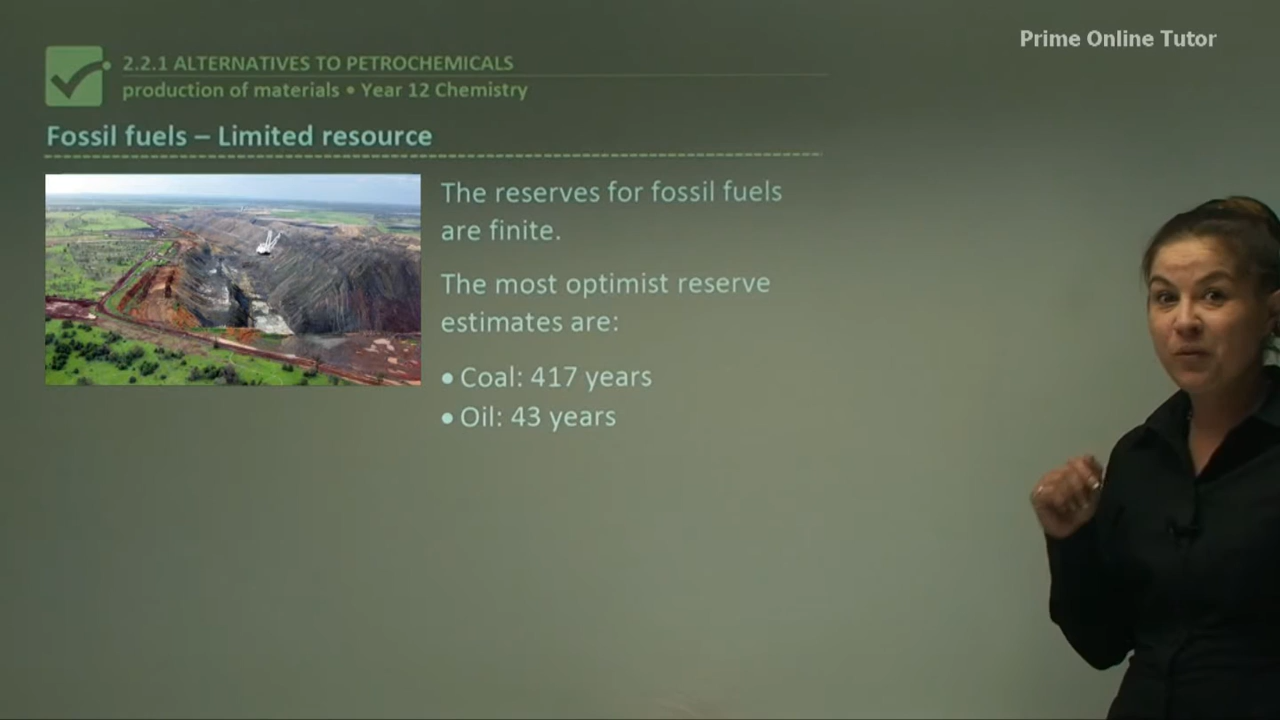 Prime Online Tutor
2.2.1 ALTERNATIVES TO PETROCHEMICALS
production of materials • Year 12 Chemistry
Fossil fuels – Limited resource
The reserves for fossil fuels
are finite.
The most optimist reserve
estimates are:
• Coal: 417 years
• Oil: 43 years